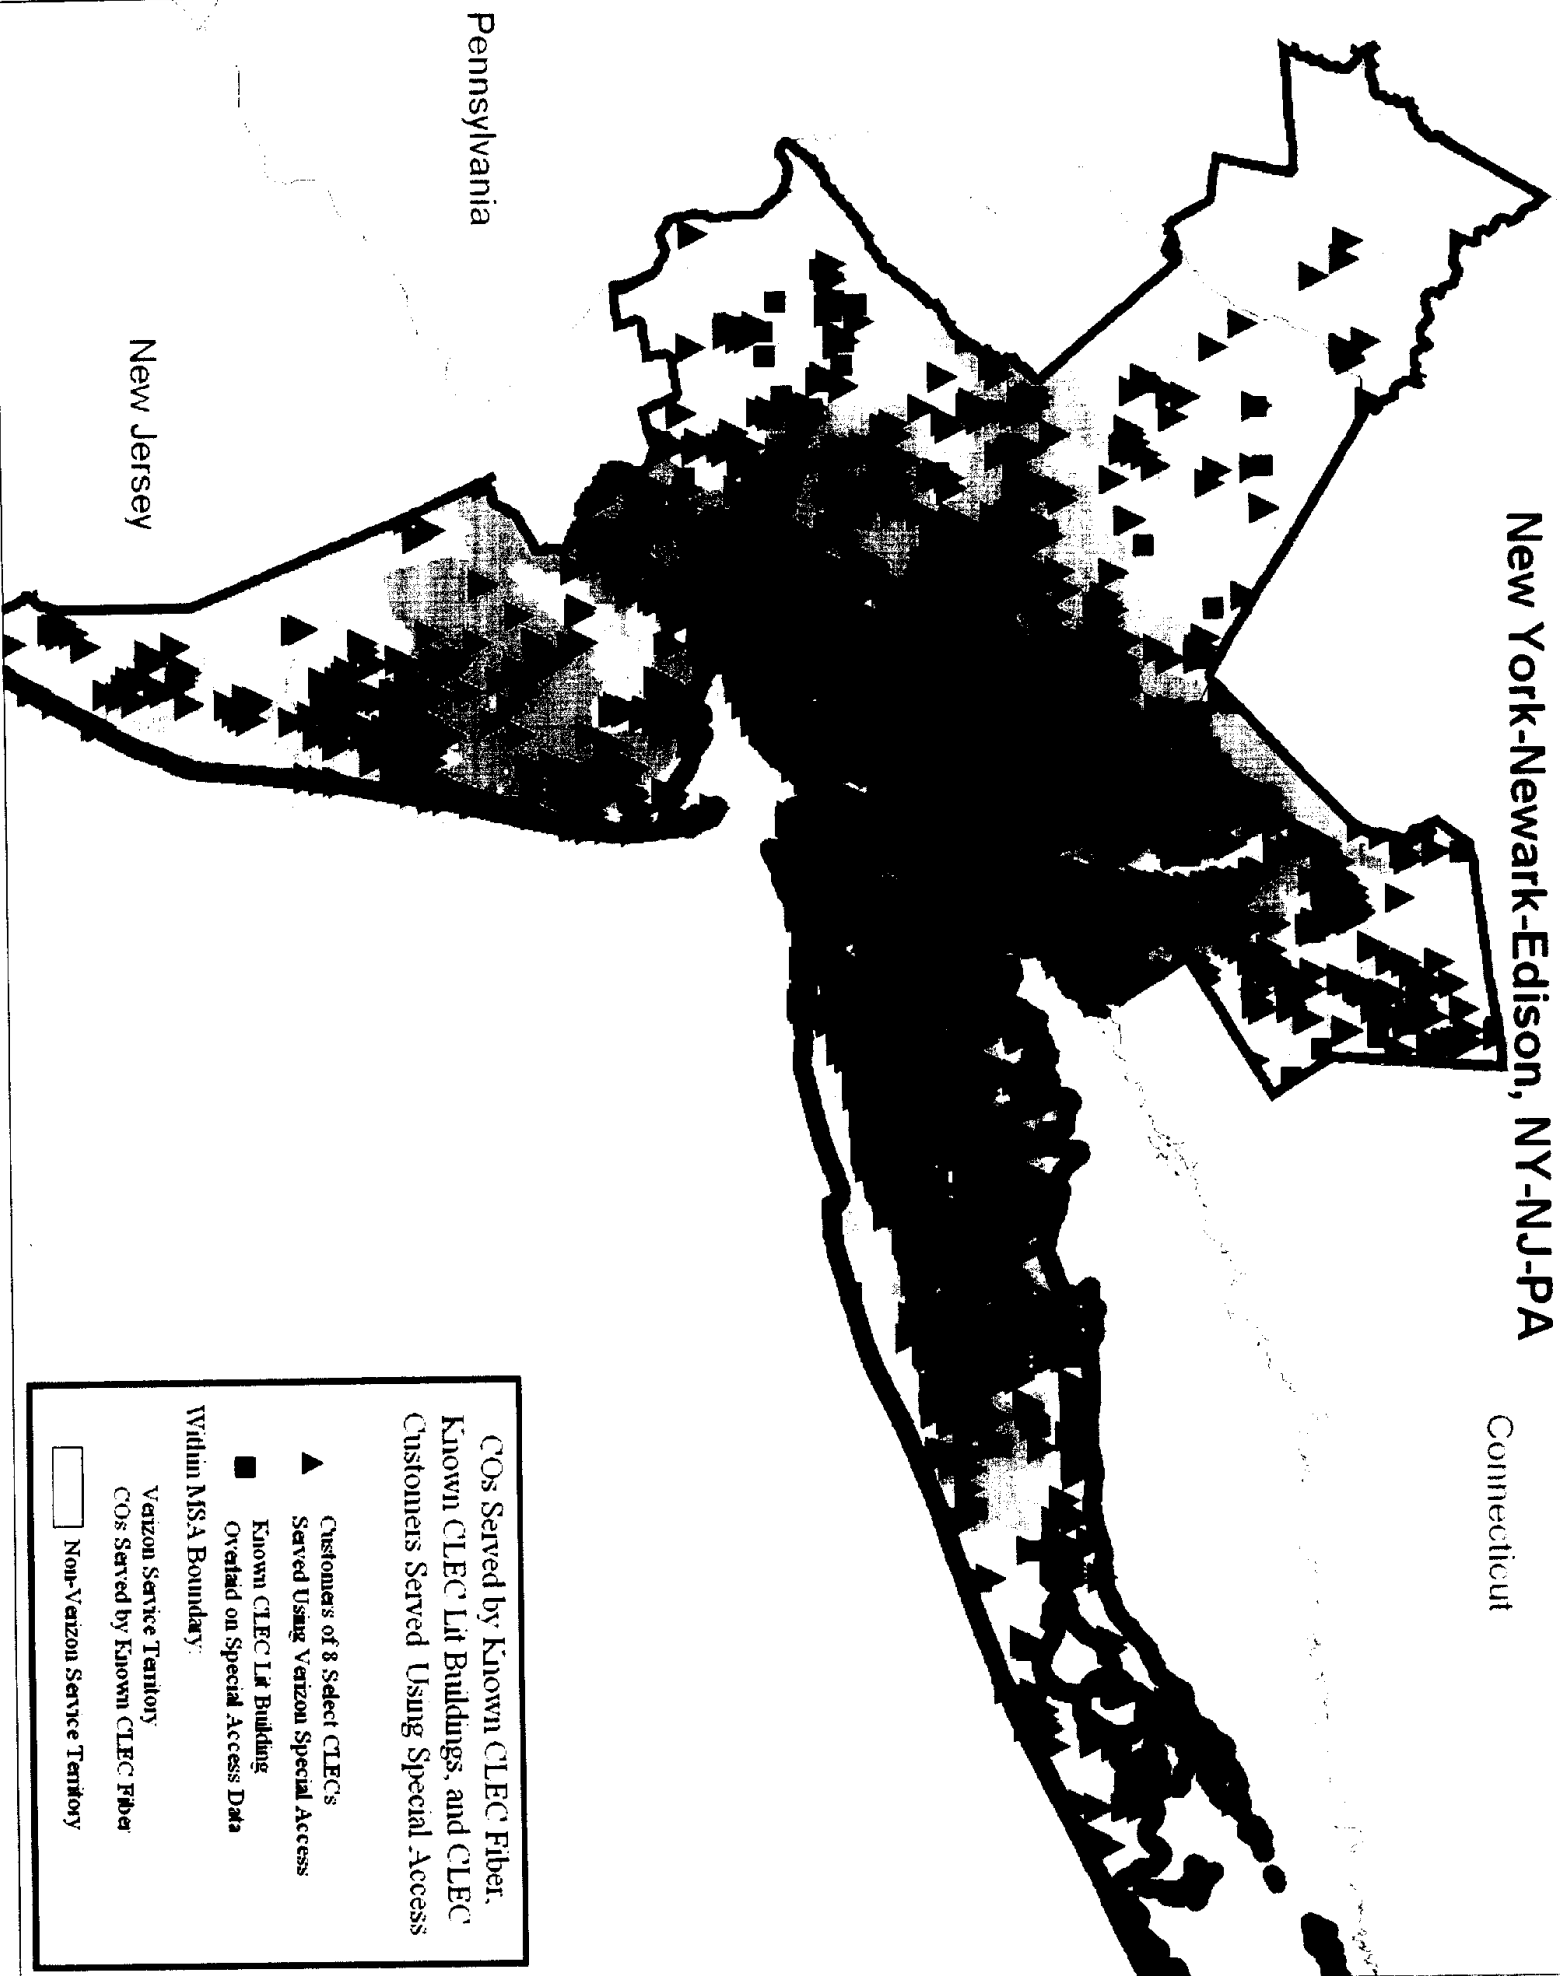 New York-Newark-Edison, NY-NJ-PA
Connecticut
Pennsylvania
New Jersey
COs Served by Known CLEC Fiber,
Known CLEC Lit Buildings, and CLEC
Customers Served Using Special Access
Customers of 8 Select CLEC's
Served Using Verizon Special Access
Known CLEC Lit Building
Overlaid on Special Access Data
Within MSA Boundary:
Verizon Service Territory
COs Served by Known CLEC Fiber
Non-Verizon Service Territory